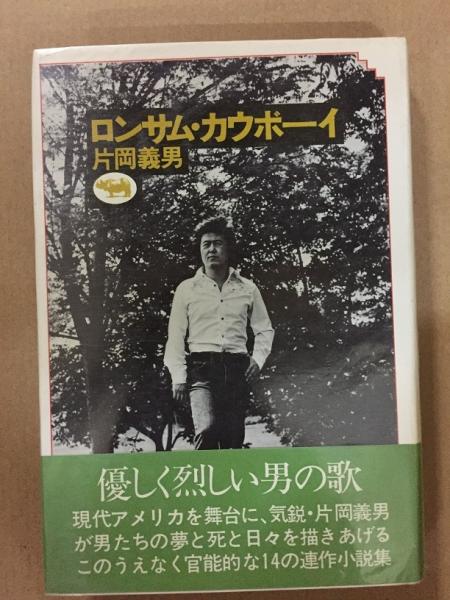 ロンサム・カウボーイ
片岡義男
優しく烈しい男の歌
現代アメリカを舞台に、気鋭・片岡義男
が男たちの夢と死と日々を描きあげる
このうえなく官能的な14の連作小説集